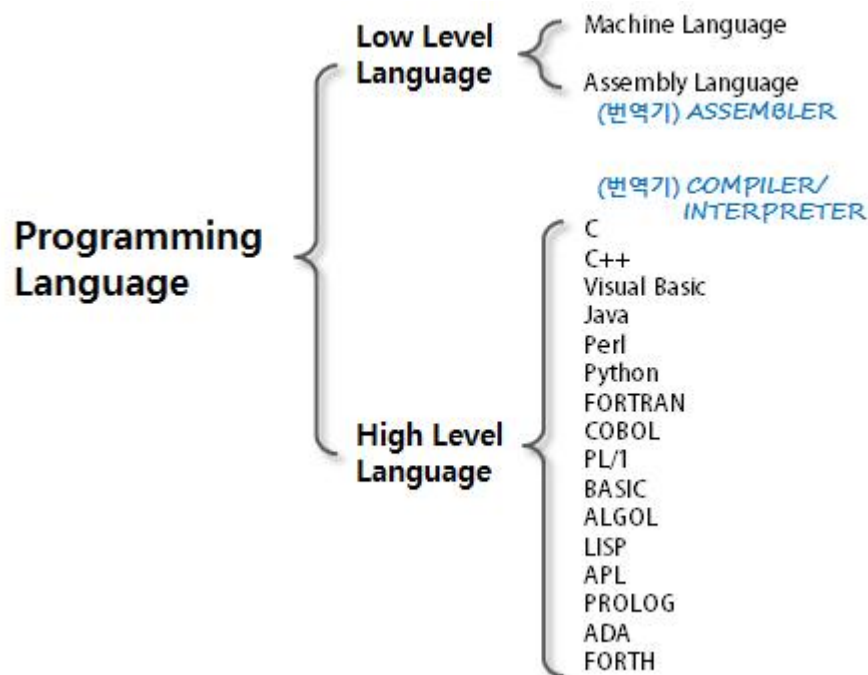 Low Level
Language
Machine Language
Assembly Language
(번역기) ASSEMBLER
Programming
Language
(번역기) COMPILER/
INTERPRETER
High Level
Language
C
C++
Visual Basic
Java
Perl
Python
FORTRAN
COBOL
PL/1
BASIC
ALGOL
LISP
APL
PROLOG
ADA
FORTH